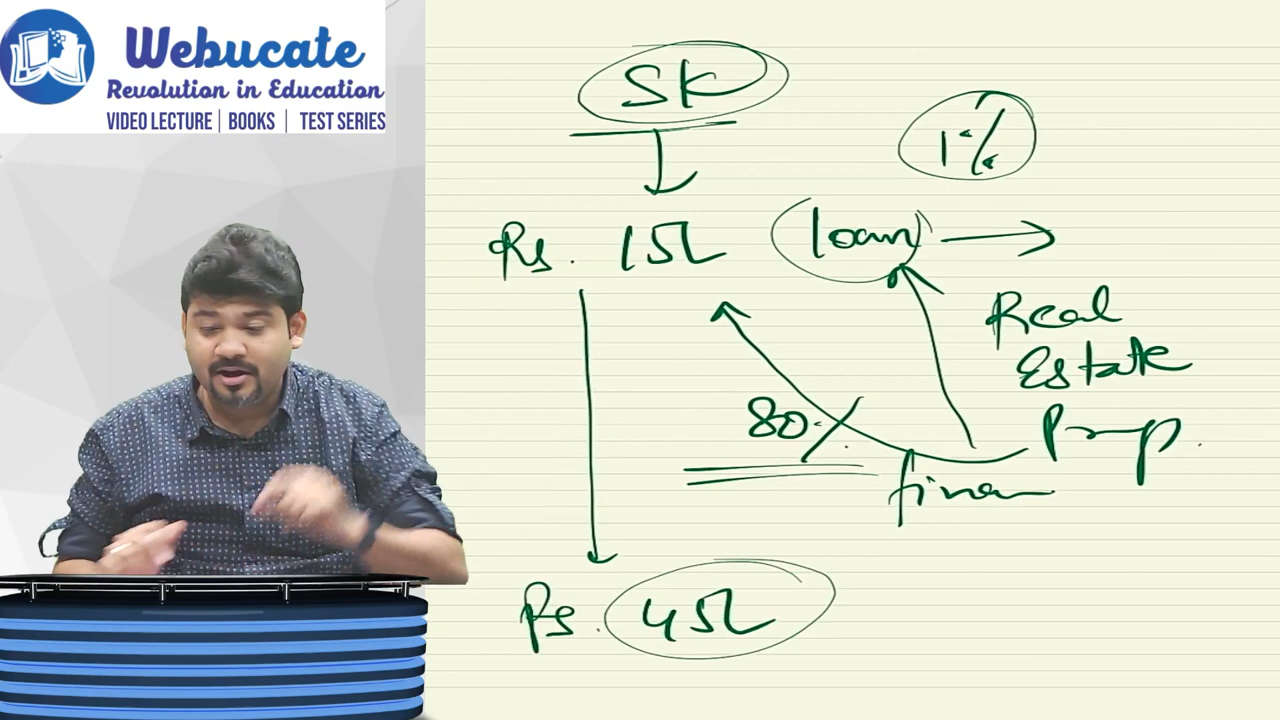 Webucate
Revolution in Education
VIDEO LECTURE | BOOKS | TEST SERIES
SK
1%
Rs. 15L loan
Real
Estate
80% Prop.
finan
Rs. 45L